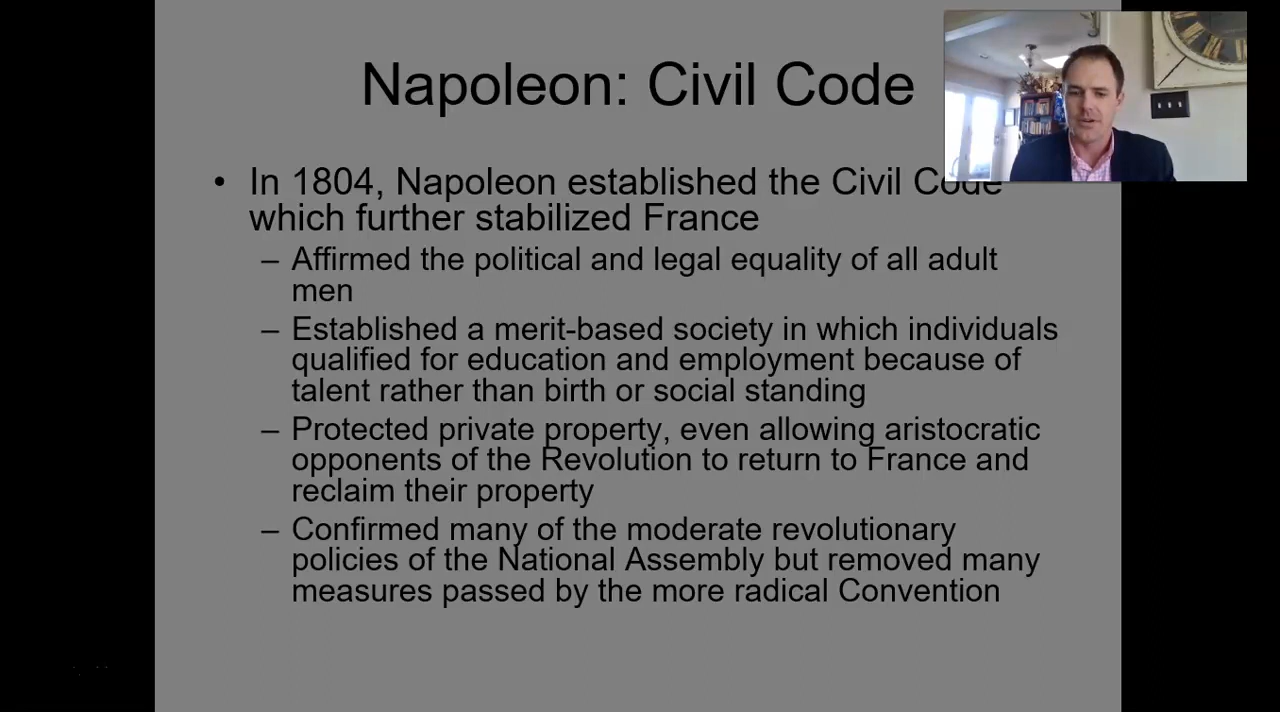 Napoleon: Civil Code
• In 1804, Napoleon established the Civil Code
which further stabilized France
– Affirmed the political and legal equality of all adult
men
– Established a merit-based society in which individuals
qualified for education and employment because of
talent rather than birth or social standing
– Protected private property, even allowing aristocratic
opponents of the Revolution to return to France and
reclaim their property
– Confirmed many of the moderate revolutionary
policies of the National Assembly but removed many
measures passed by the more radical Convention